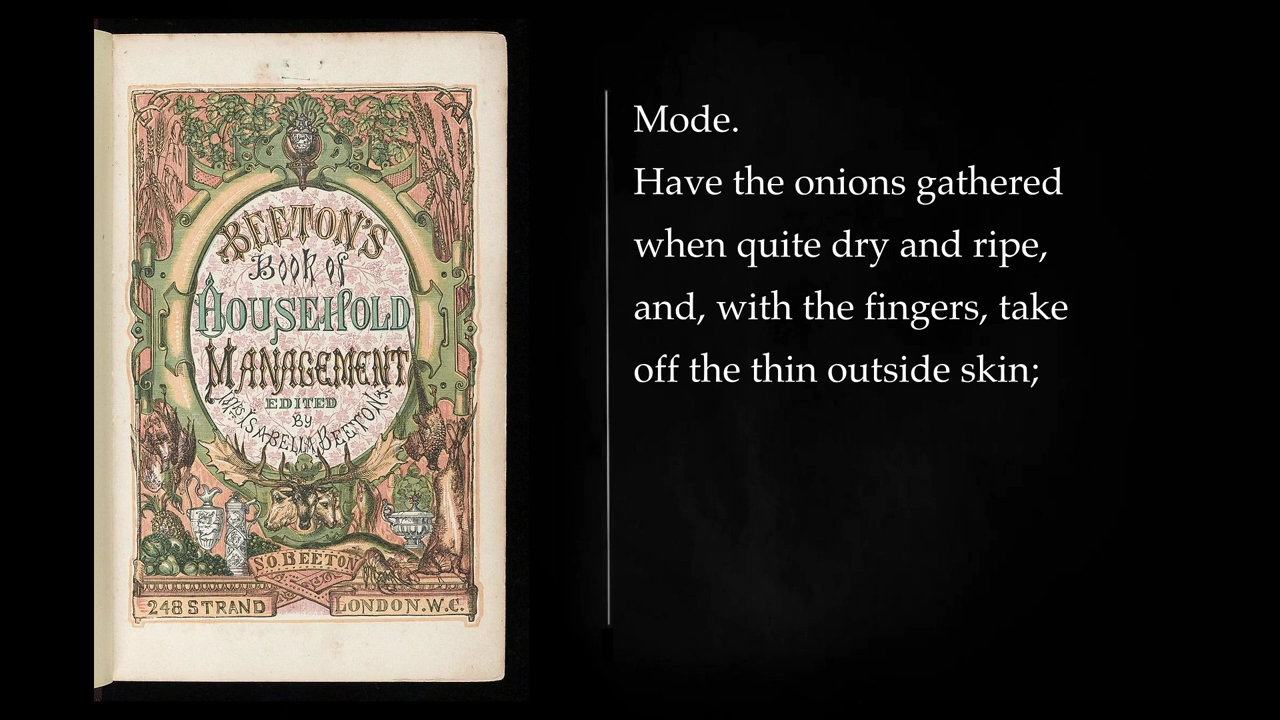 BEETON'S
Book of
HOUSEHOLD
MANAGEMENT
EDITED
By
MRS ISABELLA BEETON
S.O. BEETON
248 STRAND
LONDON. W.C.
Mode.
Have the onions gathered
when quite dry and ripe,
and, with the fingers, take
off the thin outside skin;